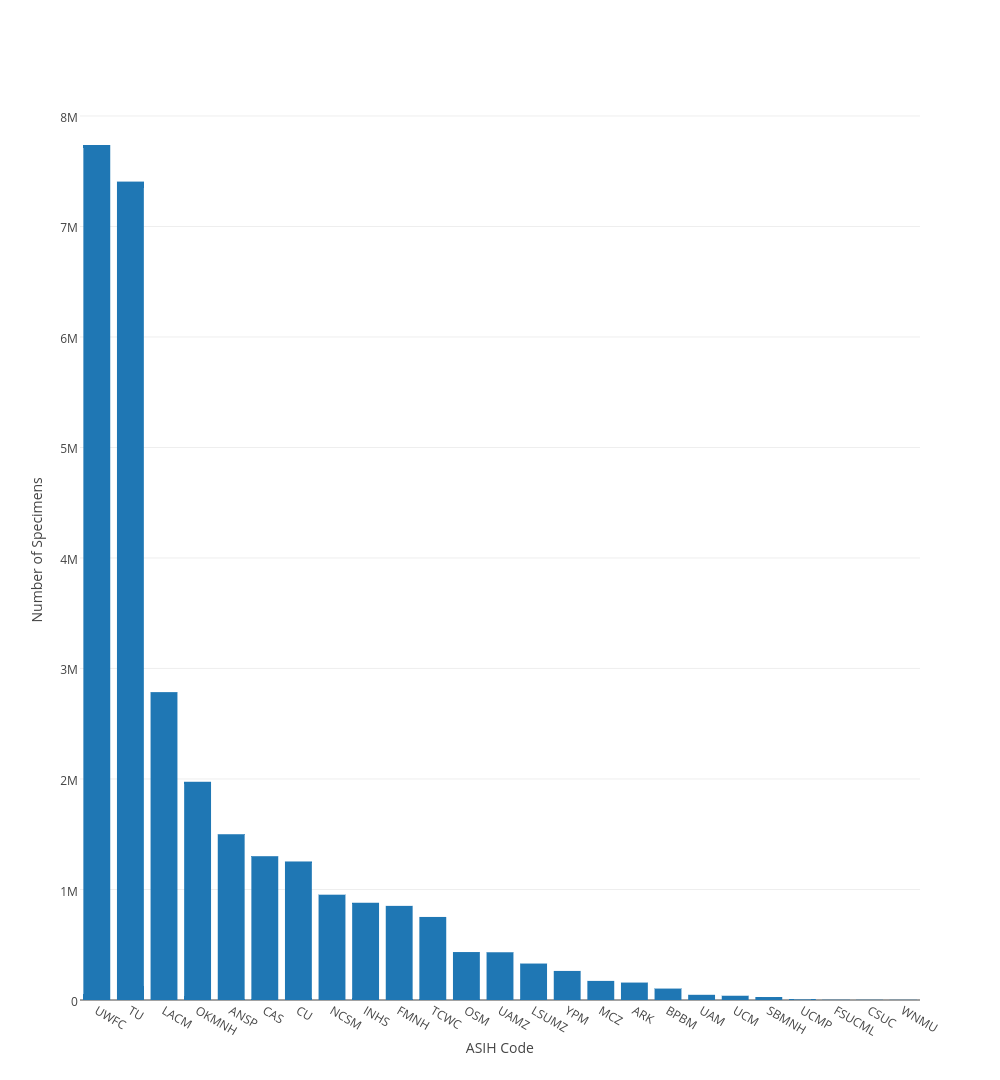 8M
7M
6M
5M
4M
3M
2M
1M
0
Number of Specimens
UWFC
TU
LACM
OKMNH
ANSP
CAS
CU
NCSM
INHS
FMNH
TCWC
OSM
UAMZ
LSUMZ
YPM
MCZ
ARK
BPBM
UAM
UCM
SBMNH
UCMP
FSUCML
CSUC
WNMU
ASIH Code